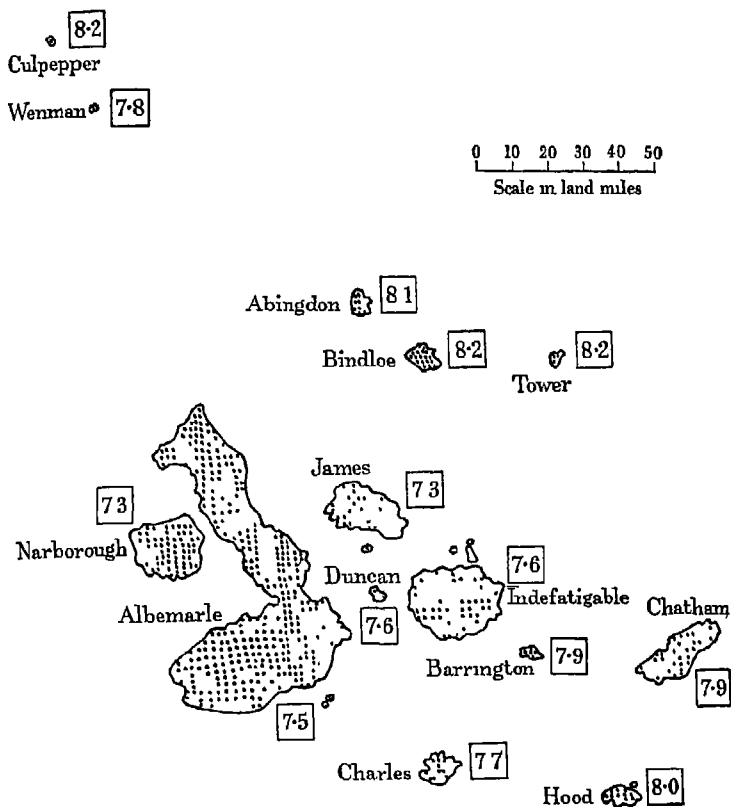 8·2
Culpepper
Wenman 7·8
0 10 20 30 40 50
Scale in land miles
Abingdon 8 1
Bindloe 8·2
8·2
Tower
James
7 3
7 3
Narborough
Duncan
7·6
Indefatigable
Albemarle
7·6
Chatham
Barrington 7·9
7·9
7·5
Charles 7 7
Hood 8·0